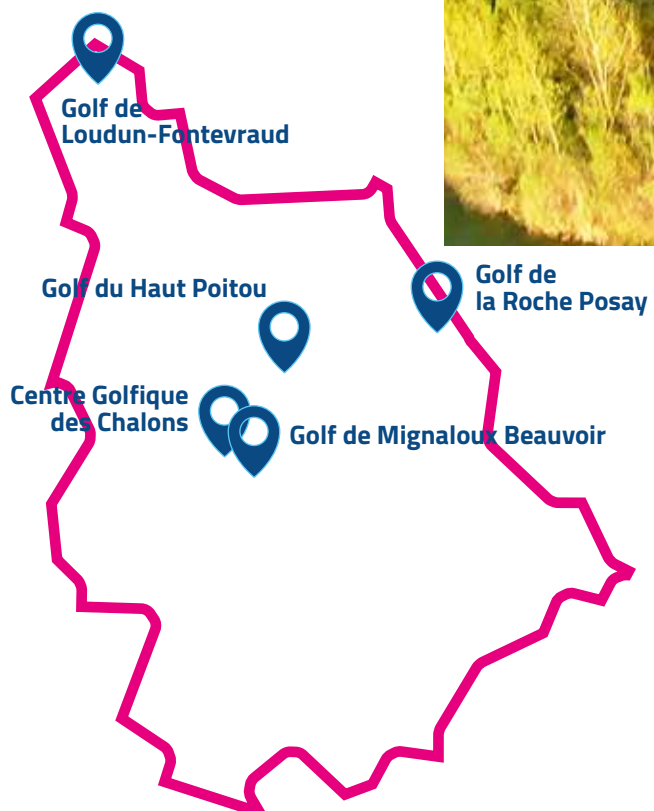 Golf de
Loudun-Fontevraud
Golf de
la Roche Posay
Golf du Haut Poitou
Centre Golfique
des Chalons
Golf de Mignaloux Beauvoir